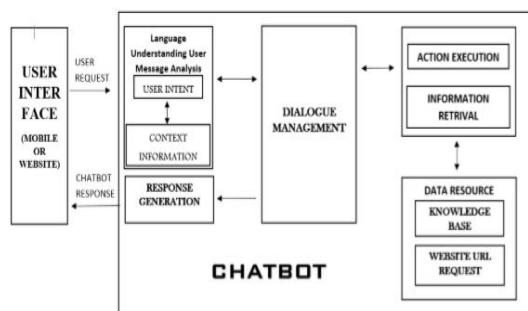 USER
INTER
FACE
(MOBILE
OR
WEBSITE)
USER
REQUEST
CHATBOT
RESPONSE
Language
Understanding User
Message Analysis
USER INTENT
CONTEXT
INFORMATION
RESPONSE
GENERATION
DIALOGUE
MANAGEMENT
ACTION EXECUTION
INFORMATION
RETRIVAL
DATA RESOURCE
KNOWLEDGE
BASE
WEBSITE URL
REQUEST
CHATBOT